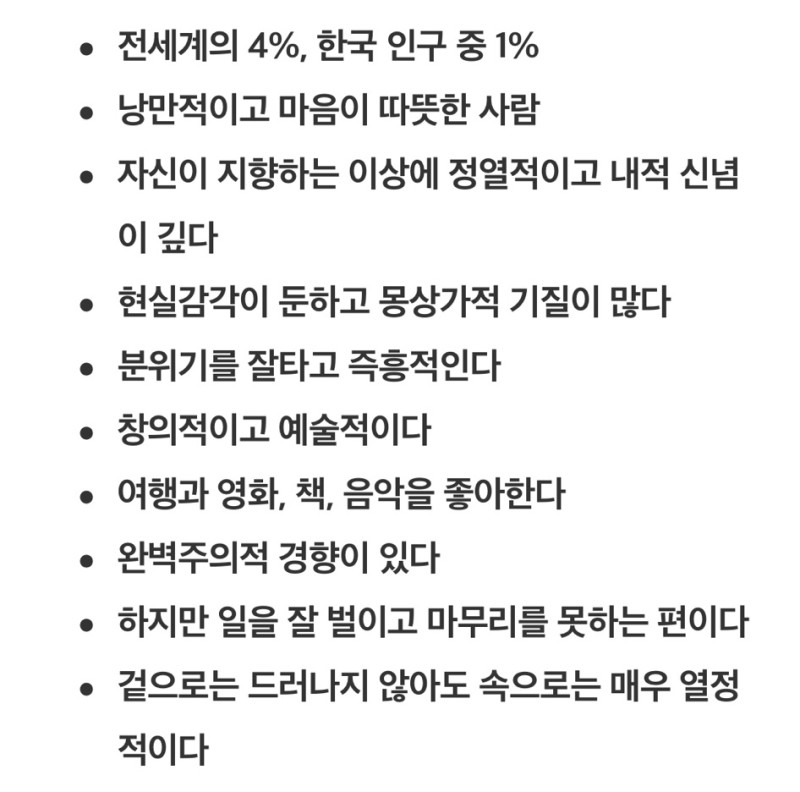 • 전세계의 4%, 한국 인구 중 1%
• 낭만적이고 마음이 따뜻한 사람
• 자신이 지향하는 이상에 정열적이고 내적 신념
이 깊다
• 현실감각이 둔하고 몽상가적 기질이 많다
• 분위기를 잘타고 즉흥적인다
• 창의적이고 예술적이다
• 여행과 영화, 책, 음악을 좋아한다
• 완벽주의적 경향이 있다
• 하지만 일을 잘 벌이고 마무리를 못하는 편이다
• 겉으로는 드러나지 않아도 속으로는 매우 열정
적이다